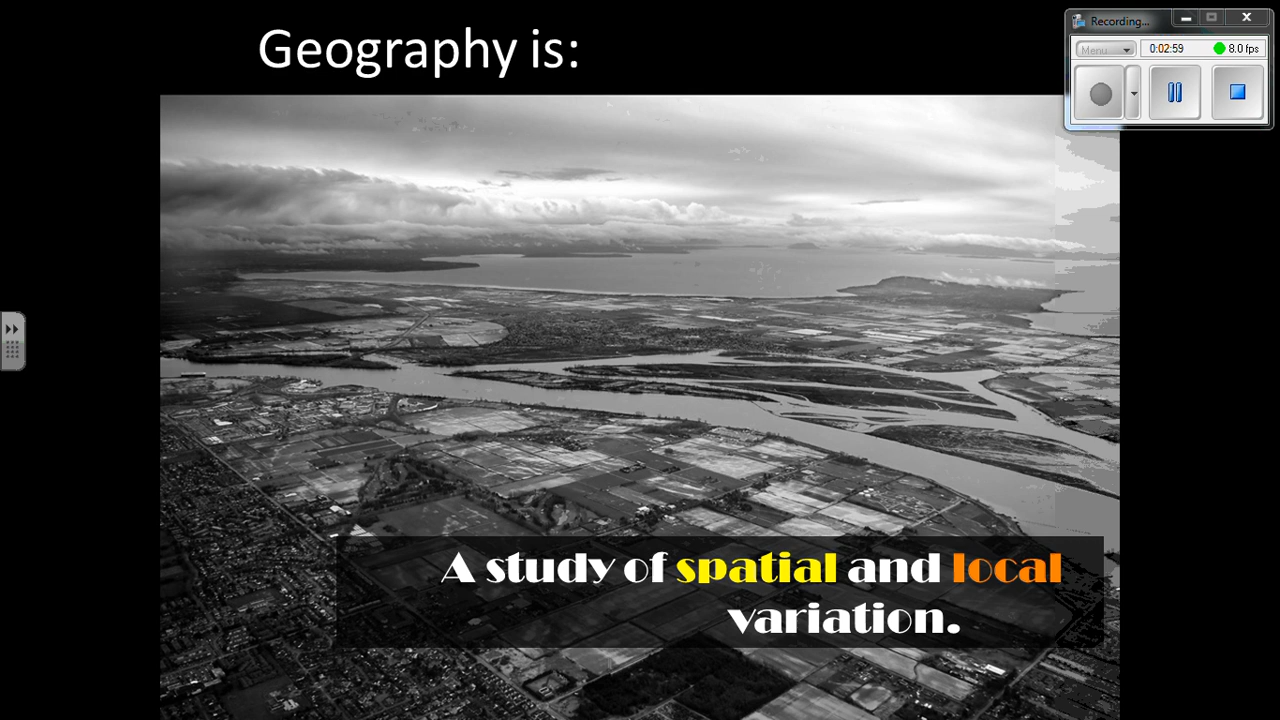 Geography is:
Recording...
Menu
0:02:59
8.0 fps
A study of spatial and local
variation.